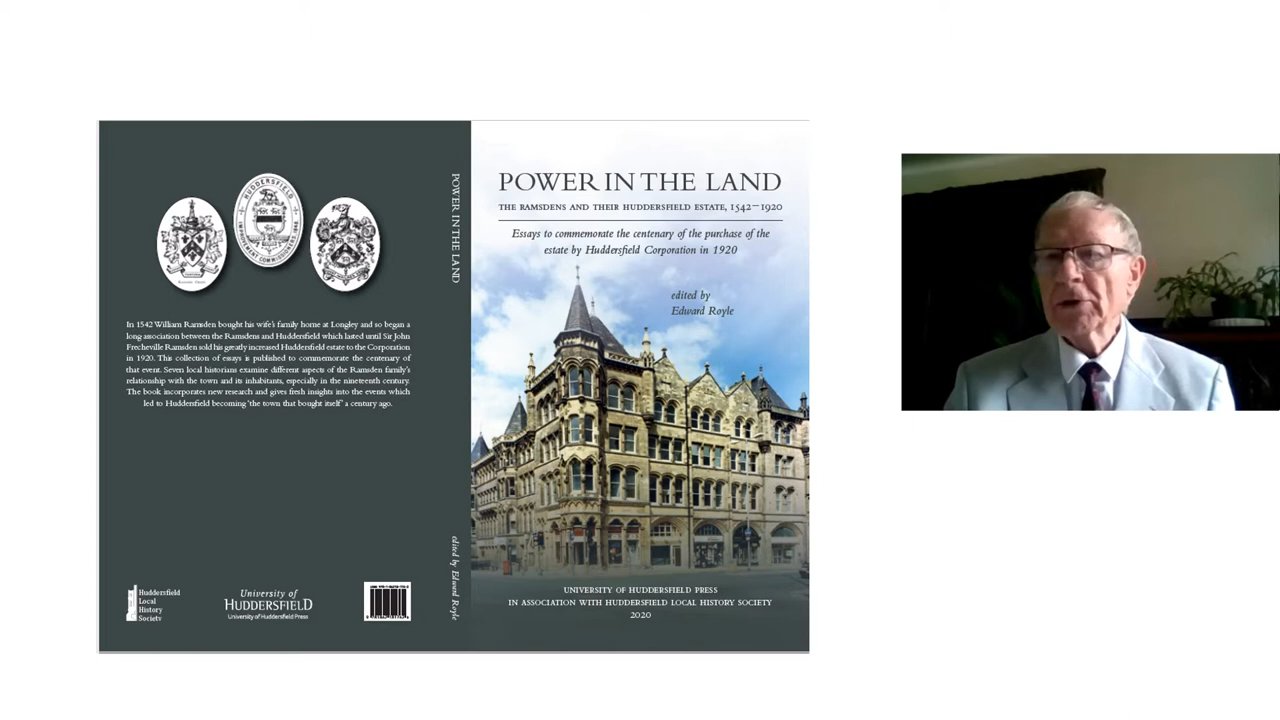 HUDDERSFIELD
IMPROVEMENT COMMISSIONERS 1848
In 1542 William Ramsden bought his wife's family home at Longley and so began a
long association between the Ramsdens and Huddersfield which lasted until Sir John
Frecheville Ramsden sold his greatly increased Huddersfield estate to the Corporation
in 1920. This collection of essays is published to commemorate the centenary of
that event. Seven local historians examine different aspects of the Ramsden family's
relationship with the town and its inhabitants, especially in the nineteenth century.
The book incorporates new research and gives fresh insights into the events which
led to Huddersfield becoming 'the town that bought itself' a century ago.
Huddersfield
Local
History
Society
University of
HUDDERSFIELD
University of Huddersfield Press
POWER IN THE LAND
edited by Edward Royle
POWER IN THE LAND
THE RAMSDENS AND THEIR HUDDERSFIELD ESTATE, 1542–1920
Essays to commemorate the centenary of the purchase of the
estate by Huddersfield Corporation in 1920
edited by
Edward Royle
UNIVERSITY OF HUDDERSFIELD PRESS
IN ASSOCIATION WITH HUDDERSFIELD LOCAL HISTORY SOCIETY
2020